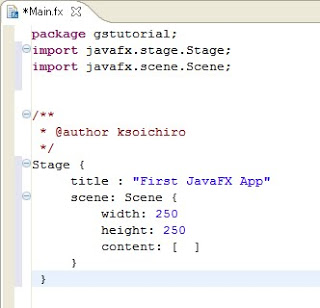 *Main.fx
package gstutorial;
import javafx.stage.Stage;
import javafx.scene.Scene;
/**
 * @author ksoichiro
 */
Stage {
    title : "First JavaFX App"
    scene: Scene {
        width: 250
        height: 250
        content: [  ]
    }
}